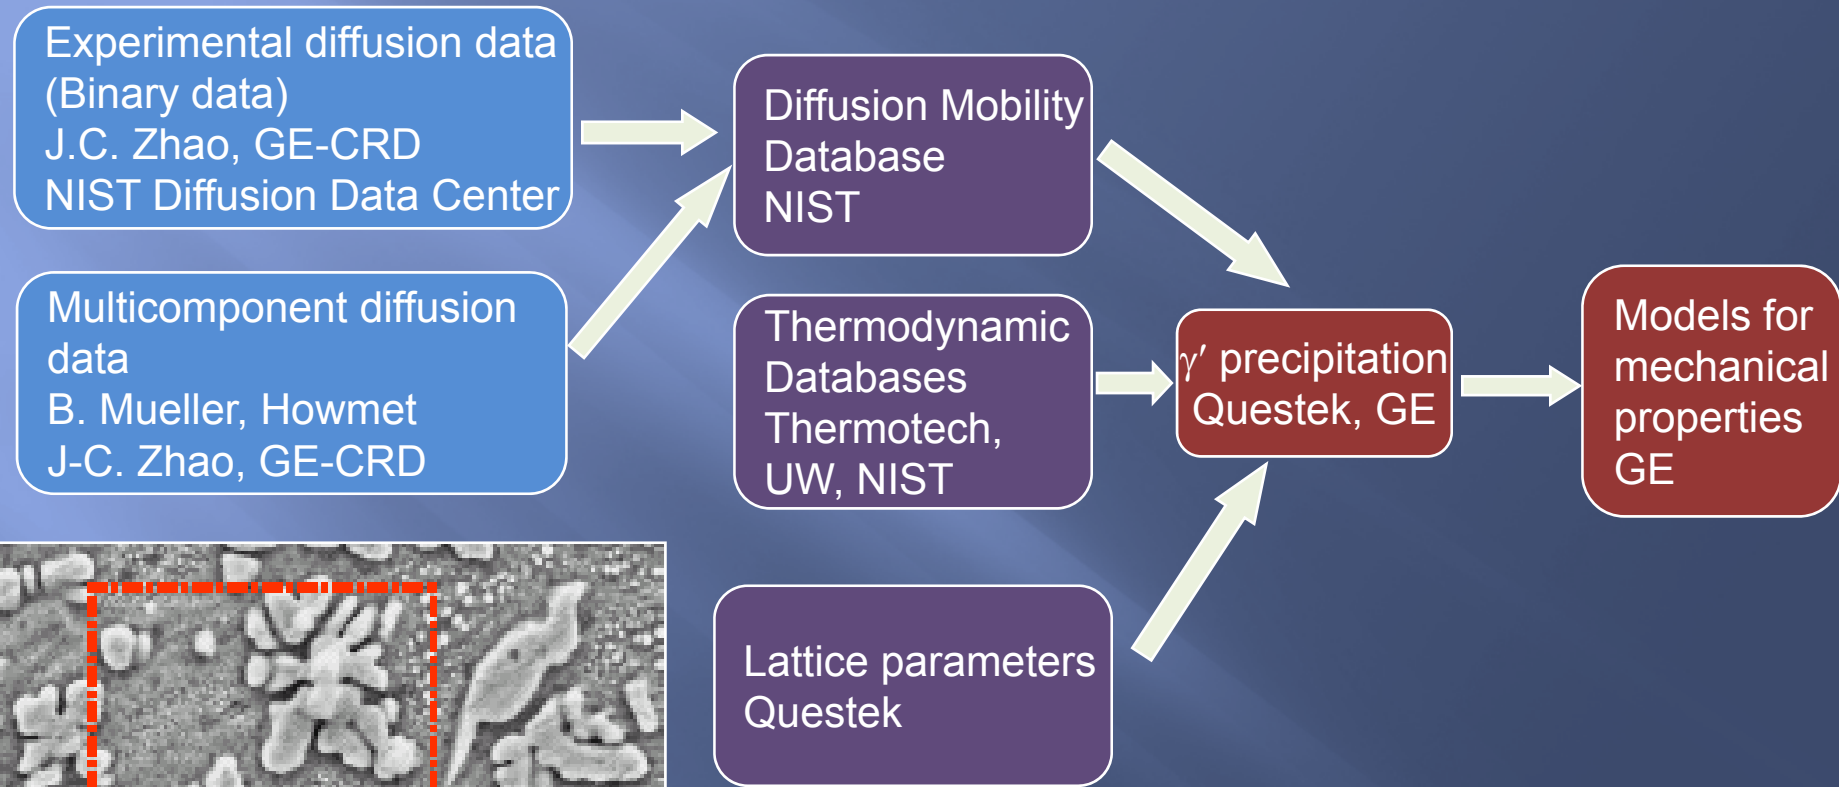 Experimental diffusion data
(Binary data)
J.C. Zhao, GE-CRD
NIST Diffusion Data Center
Multicomponent diffusion
data
B. Mueller, Howmet
J-C. Zhao, GE-CRD
Diffusion Mobility
Database
NIST
Thermodynamic
Databases
Thermotech,
UW, NIST
Lattice parameters
Questek
γ′ precipitation
Questek, GE
Models for
mechanical
properties
GE